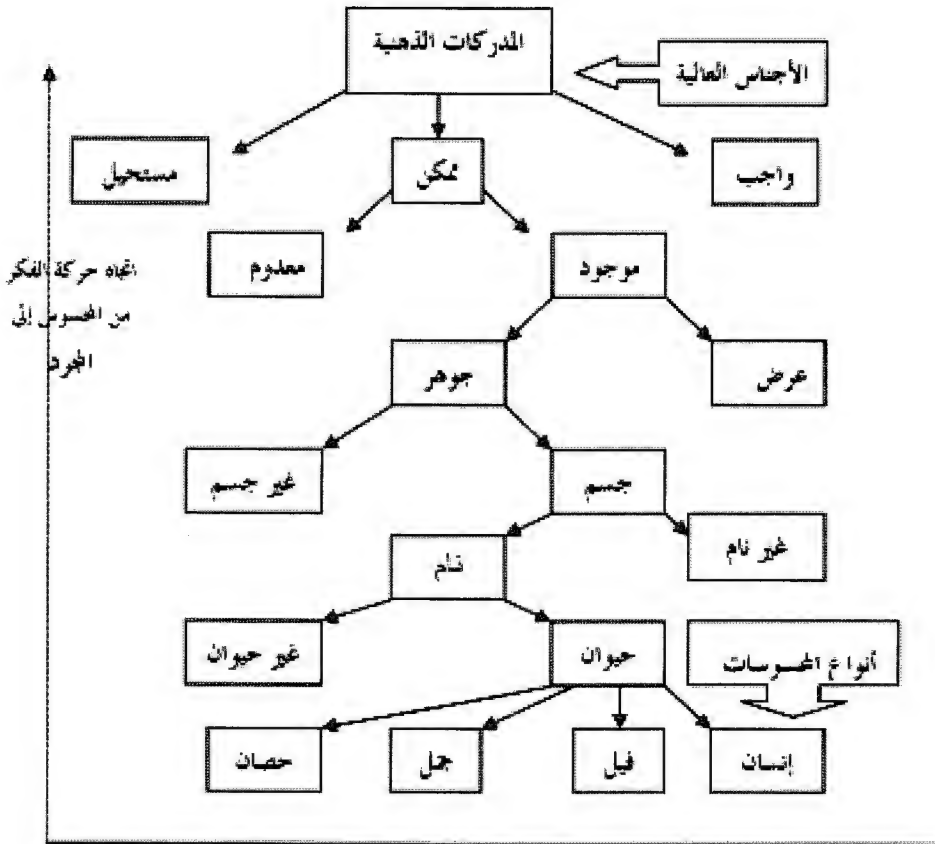 المدركات الذهنية
الأجناس العالية
واجب
ممكن
مستحيل
موجود
معدوم
اتجاه حركة الفكر
من المحسوس إلى
المجرد
عرض
جوهر
جسم
غير جسم
غير نام
نام
أنواع المحسوسات
حيوان
غير حيوان
إنسان
فيل
جمل
حصان